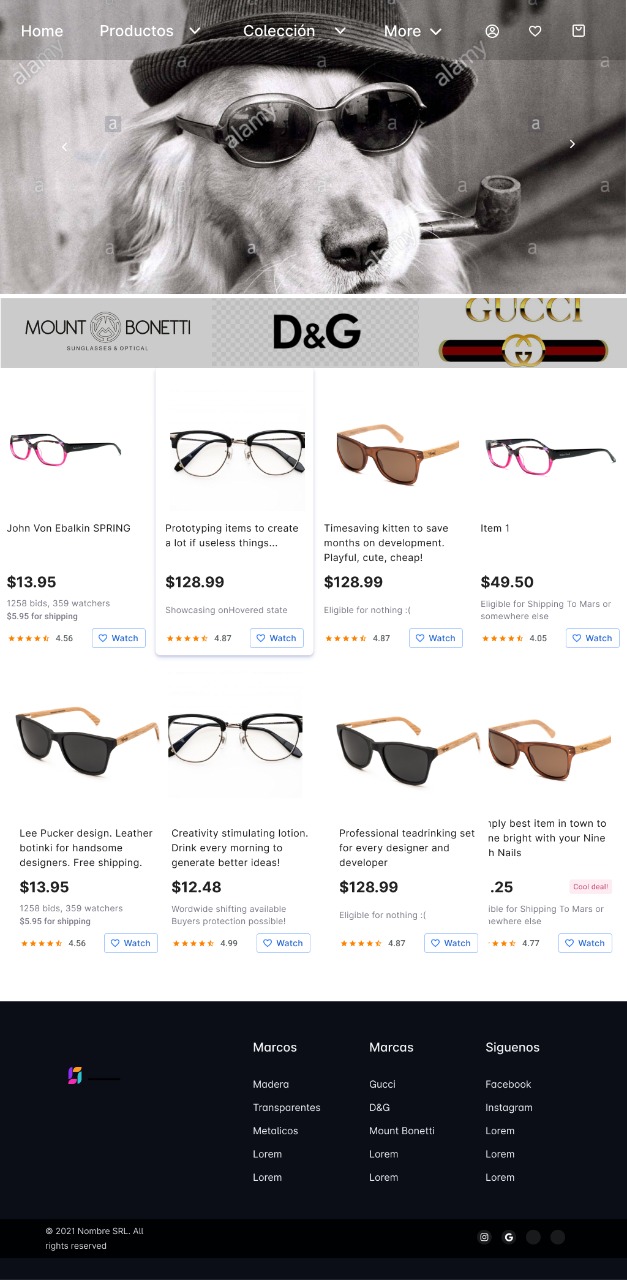 Home Productos Colección More
alamy
alamy
a
a
alamy
a
a
a
a
a
a
a
alamy
a
MOUNT BONETTI
SUNGLASSES & OPTICAL
D&G
GUCCI
John Von Ebalkin SPRING
$13.95
1258 bids, 359 watchers
$5.95 for shipping
4.56 Watch
Prototyping items to create
a lot if useless things...
$128.99
Showcasing onHovered state
4.87 Watch
Timesaving kitten to save
months on development.
Playful, cute, cheap!
$128.99
Eligible for nothing :(
4.87 Watch
Item 1
$49.50
Eligible for Shipping To Mars or
somewhere else
4.05 Watch
Lee Pucker design. Leather
botinki for handsome
designers. Free shipping.
$13.95
1258 bids, 359 watchers
$5.95 for shipping
4.56 Watch
Creativity stimulating lotion.
Drink every morning to
generate better ideas!
$12.48
Wordwide shifting available
Buyers protection possible!
4.99 Watch
Professional teadrinking set
for every designer and
developer
$128.99
Eligible for nothing :(
4.87 Watch
nply best item in town to
ne bright with your Nine
h Nails
.25 Cool deal!
ible for Shipping To Mars or
newhere else
4.77 Watch
Marcos
Madera
Transparentes
Metalicos
Lorem
Lorem
Marcas
Gucci
D&G
Mount Bonetti
Lorem
Lorem
Siguenos
Facebook
Instagram
Lorem
Lorem
Lorem
© 2021 Nombre SRL. All
rights reserved